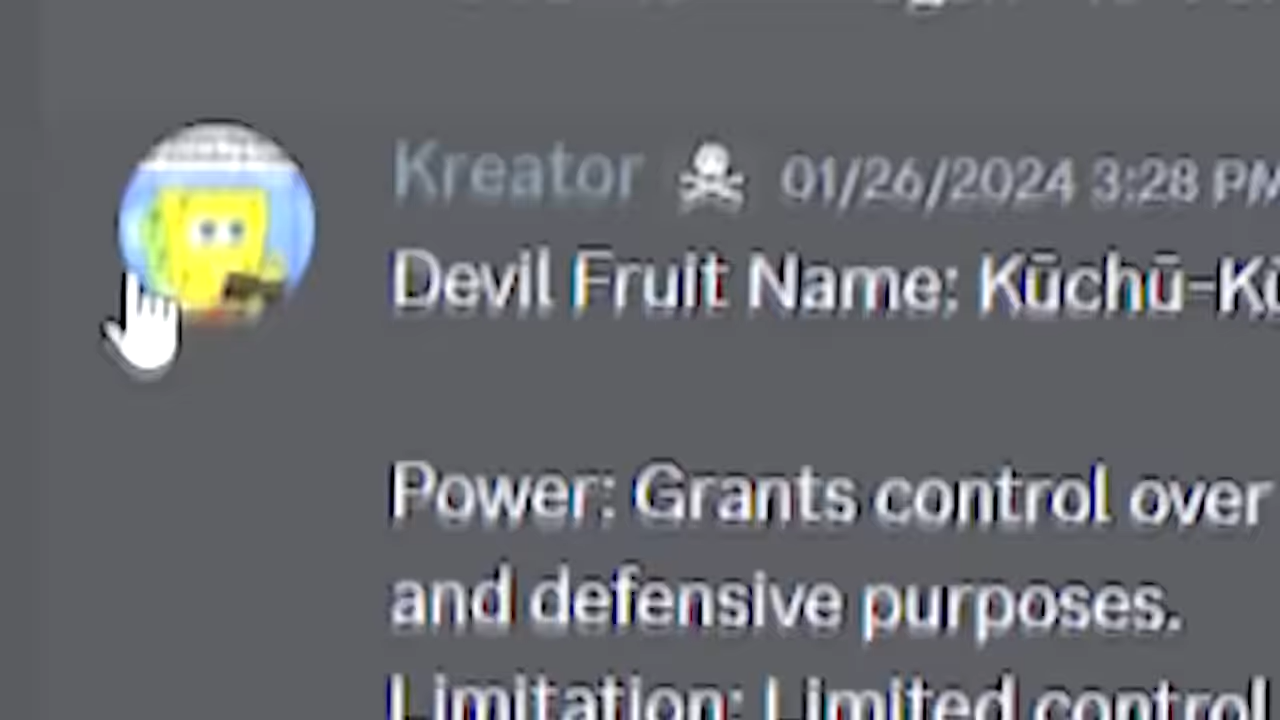 Kreator 01/26/2024 3:28 PM
Devil Fruit Name: Kūchū-Kū
Power: Grants control over
and defensive purposes.
Limitation: Limited control